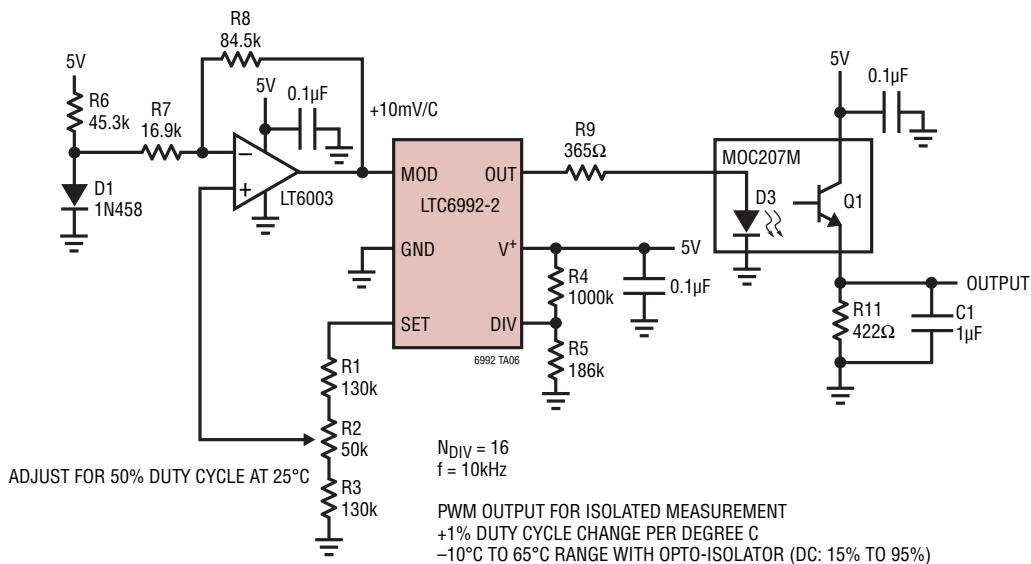 R8
84.5k
5V
R6
45.3k
R7
16.9k
5V
0.1µF
+10mV/C
–
+
LT6003
D1
1N458
MOD
OUT
LTC6992-2
GND
V+
SET
DIV
6992 TA06
R9
365Ω
5V
0.1µF
MOC207M
D3
Q1
5V
R4
1000k
0.1µF
R5
186k
OUTPUT
R11
422Ω
C1
1µF
R1
130k
R2
50k
R3
130k
ADJUST FOR 50% DUTY CYCLE AT 25°C
NDIV = 16
f = 10kHz
PWM OUTPUT FOR ISOLATED MEASUREMENT
+1% DUTY CYCLE CHANGE PER DEGREE C
–10°C TO 65°C RANGE WITH OPTO-ISOLATOR (DC: 15% TO 95%)